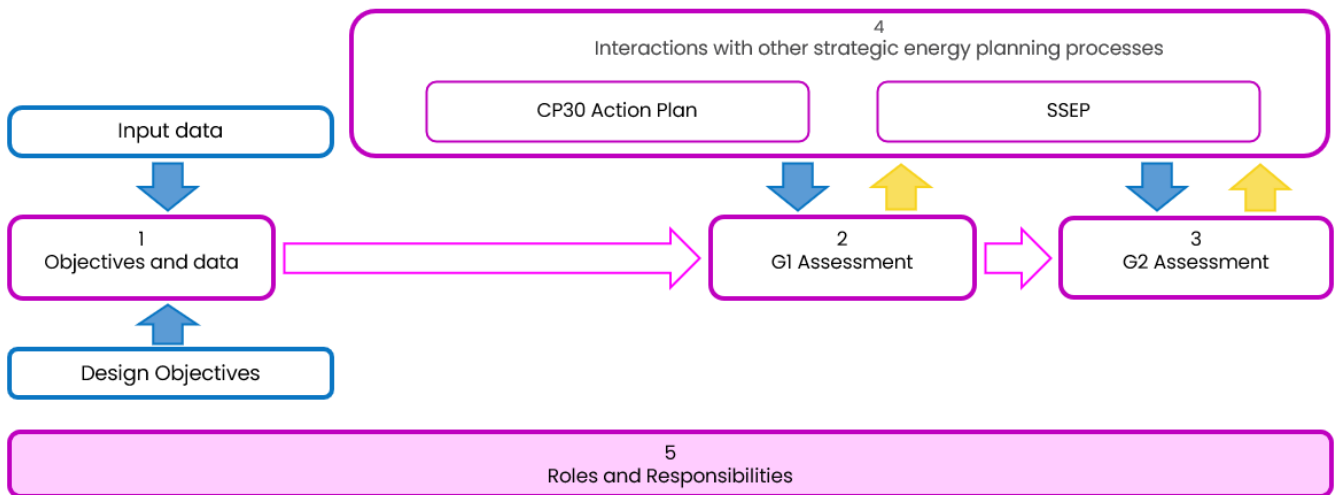 4
Interactions with other strategic energy planning processes
CP30 Action Plan
SSEP
Input data
1
Objectives and data
2
G1 Assessment
3
G2 Assessment
Design Objectives
5
Roles and Responsibilities